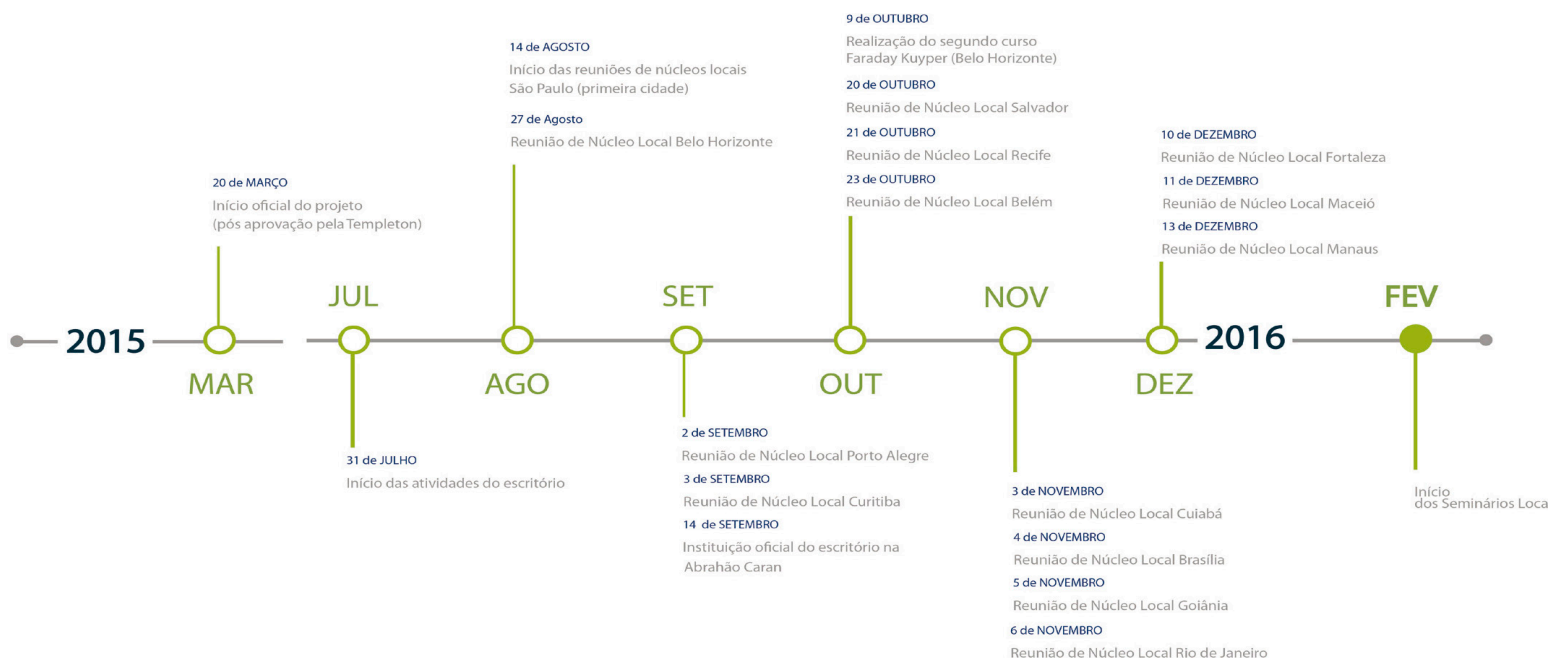 2015
MAR
20 de MARÇO
Início oficial do projeto
(pós aprovação pela Templeton)
JUL
31 de JULHO
Início das atividades do escritório
AGO
14 de AGOSTO
Início das reuniões de núcleos locais
São Paulo (primeira cidade)
27 de Agosto
Reunião de Núcleo Local Belo Horizonte
SET
2 de SETEMBRO
Reunião de Núcleo Local Porto Alegre
3 de SETEMBRO
Reunião de Núcleo Local Curitiba
14 de SETEMBRO
Instituição oficial do escritório na
Abrahão Caran
OUT
9 de OUTUBRO
Realização do segundo curso
Faraday Kuyper (Belo Horizonte)
20 de OUTUBRO
Reunião de Núcleo Local Salvador
21 de OUTUBRO
Reunião de Núcleo Local Recife
23 de OUTUBRO
Reunião de Núcleo Local Belém
NOV
3 de NOVEMBRO
Reunião de Núcleo Local Cuiabá
4 de NOVEMBRO
Reunião de Núcleo Local Brasília
5 de NOVEMBRO
Reunião de Núcleo Local Goiânia
6 de NOVEMBRO
Reunião de Núcleo Local Rio de Janeiro
DEZ
10 de DEZEMBRO
Reunião de Núcleo Local Fortaleza
11 de DEZEMBRO
Reunião de Núcleo Local Maceió
13 de DEZEMBRO
Reunião de Núcleo Local Manaus
2016
FEV
Início
dos Seminários Loca